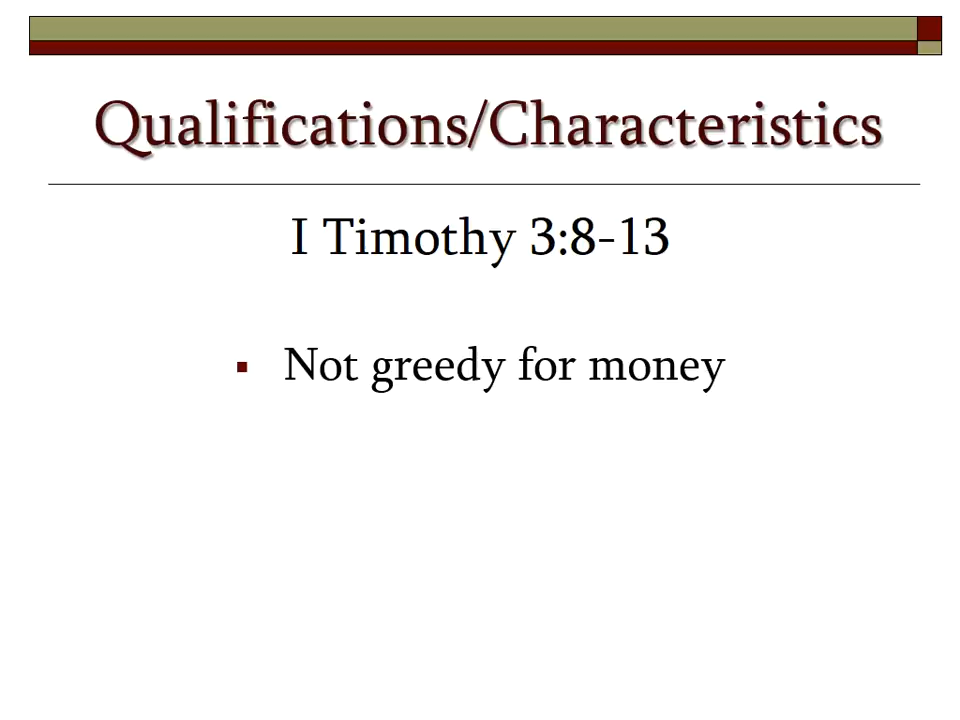 Qualifications/Characteristics
I Timothy 3:8-13
▪ Not greedy for money